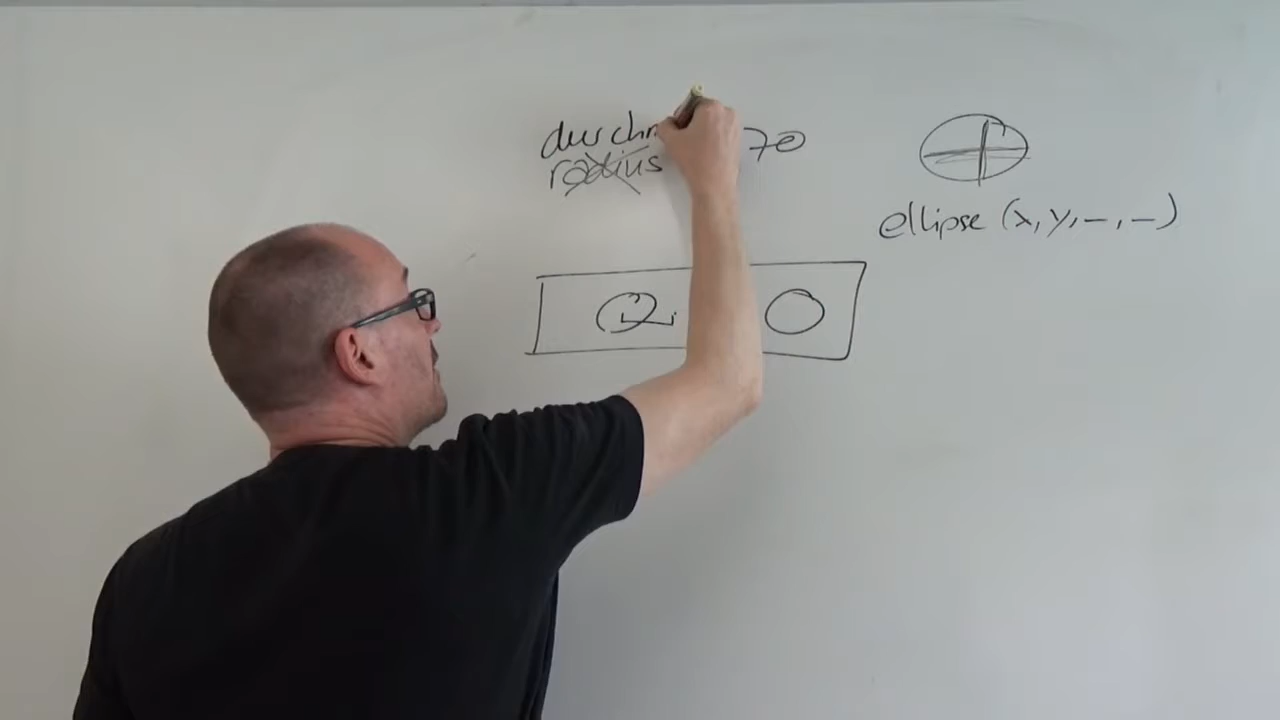 durchm 70
radius
ellipse (x, y, –, –)